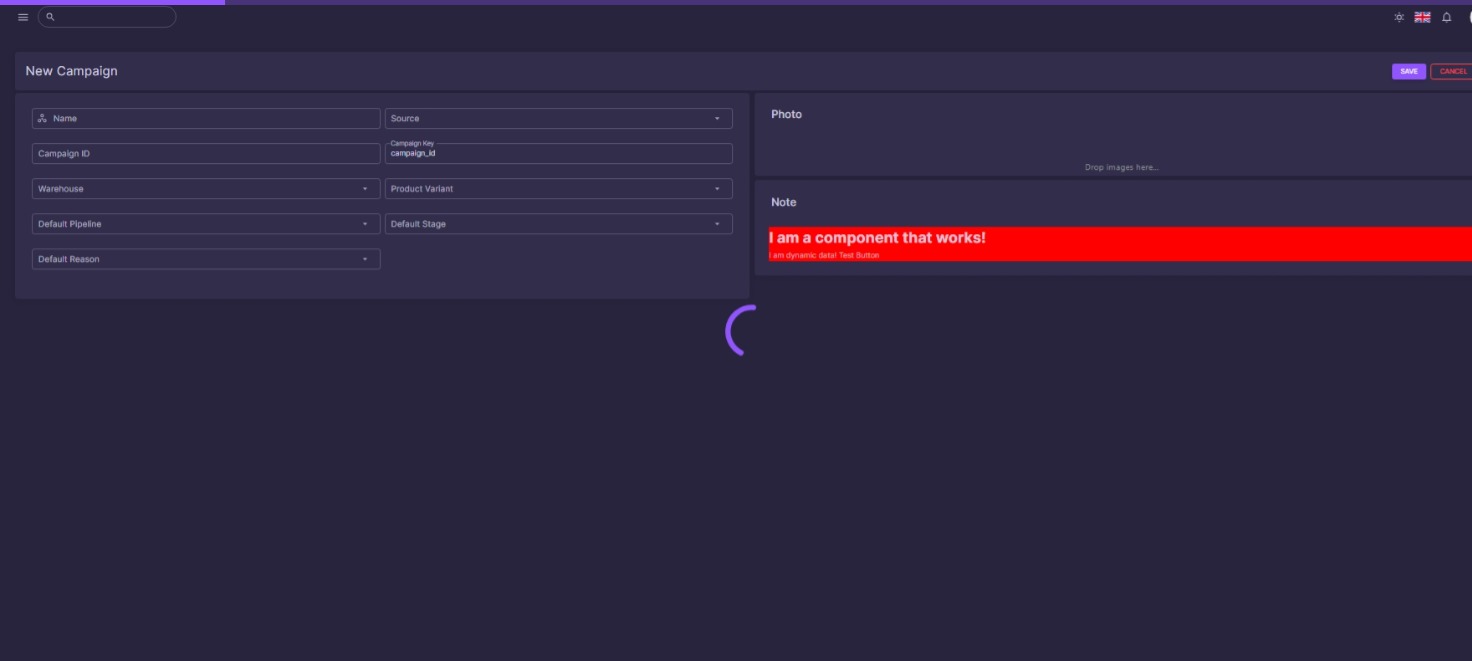 New Campaign
SAVE
CANCEL
Name
Source
Campaign ID
Campaign Key
campaign_id
Warehouse
Product Variant
Default Pipeline
Default Stage
Default Reason
Photo
Drop images here...
Note
I am a component that works!
I am dynamic data! Test Button